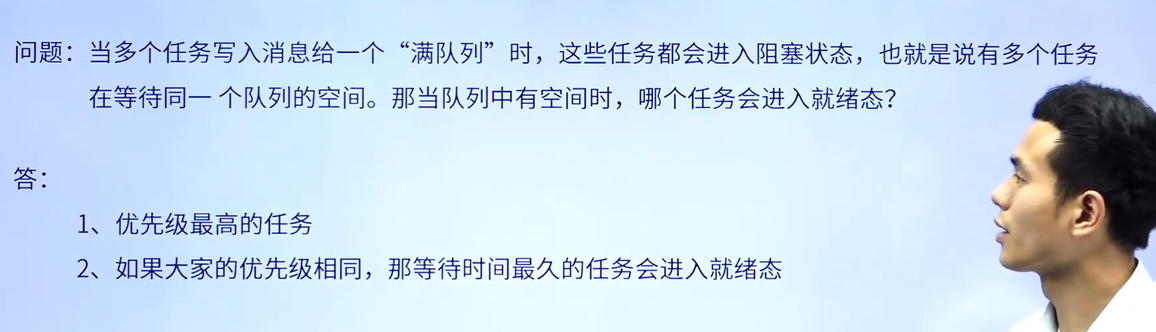 问题：当多个任务写入消息给一个“满队列”时，这些任务都会进入阻塞状态，也就是说有多个任务
在等待同一 个队列的空间。那当队列中有空间时，哪个任务会进入就绪态？
答：
1、优先级最高的任务
2、如果大家的优先级相同，那等待时间最久的任务会进入就绪态